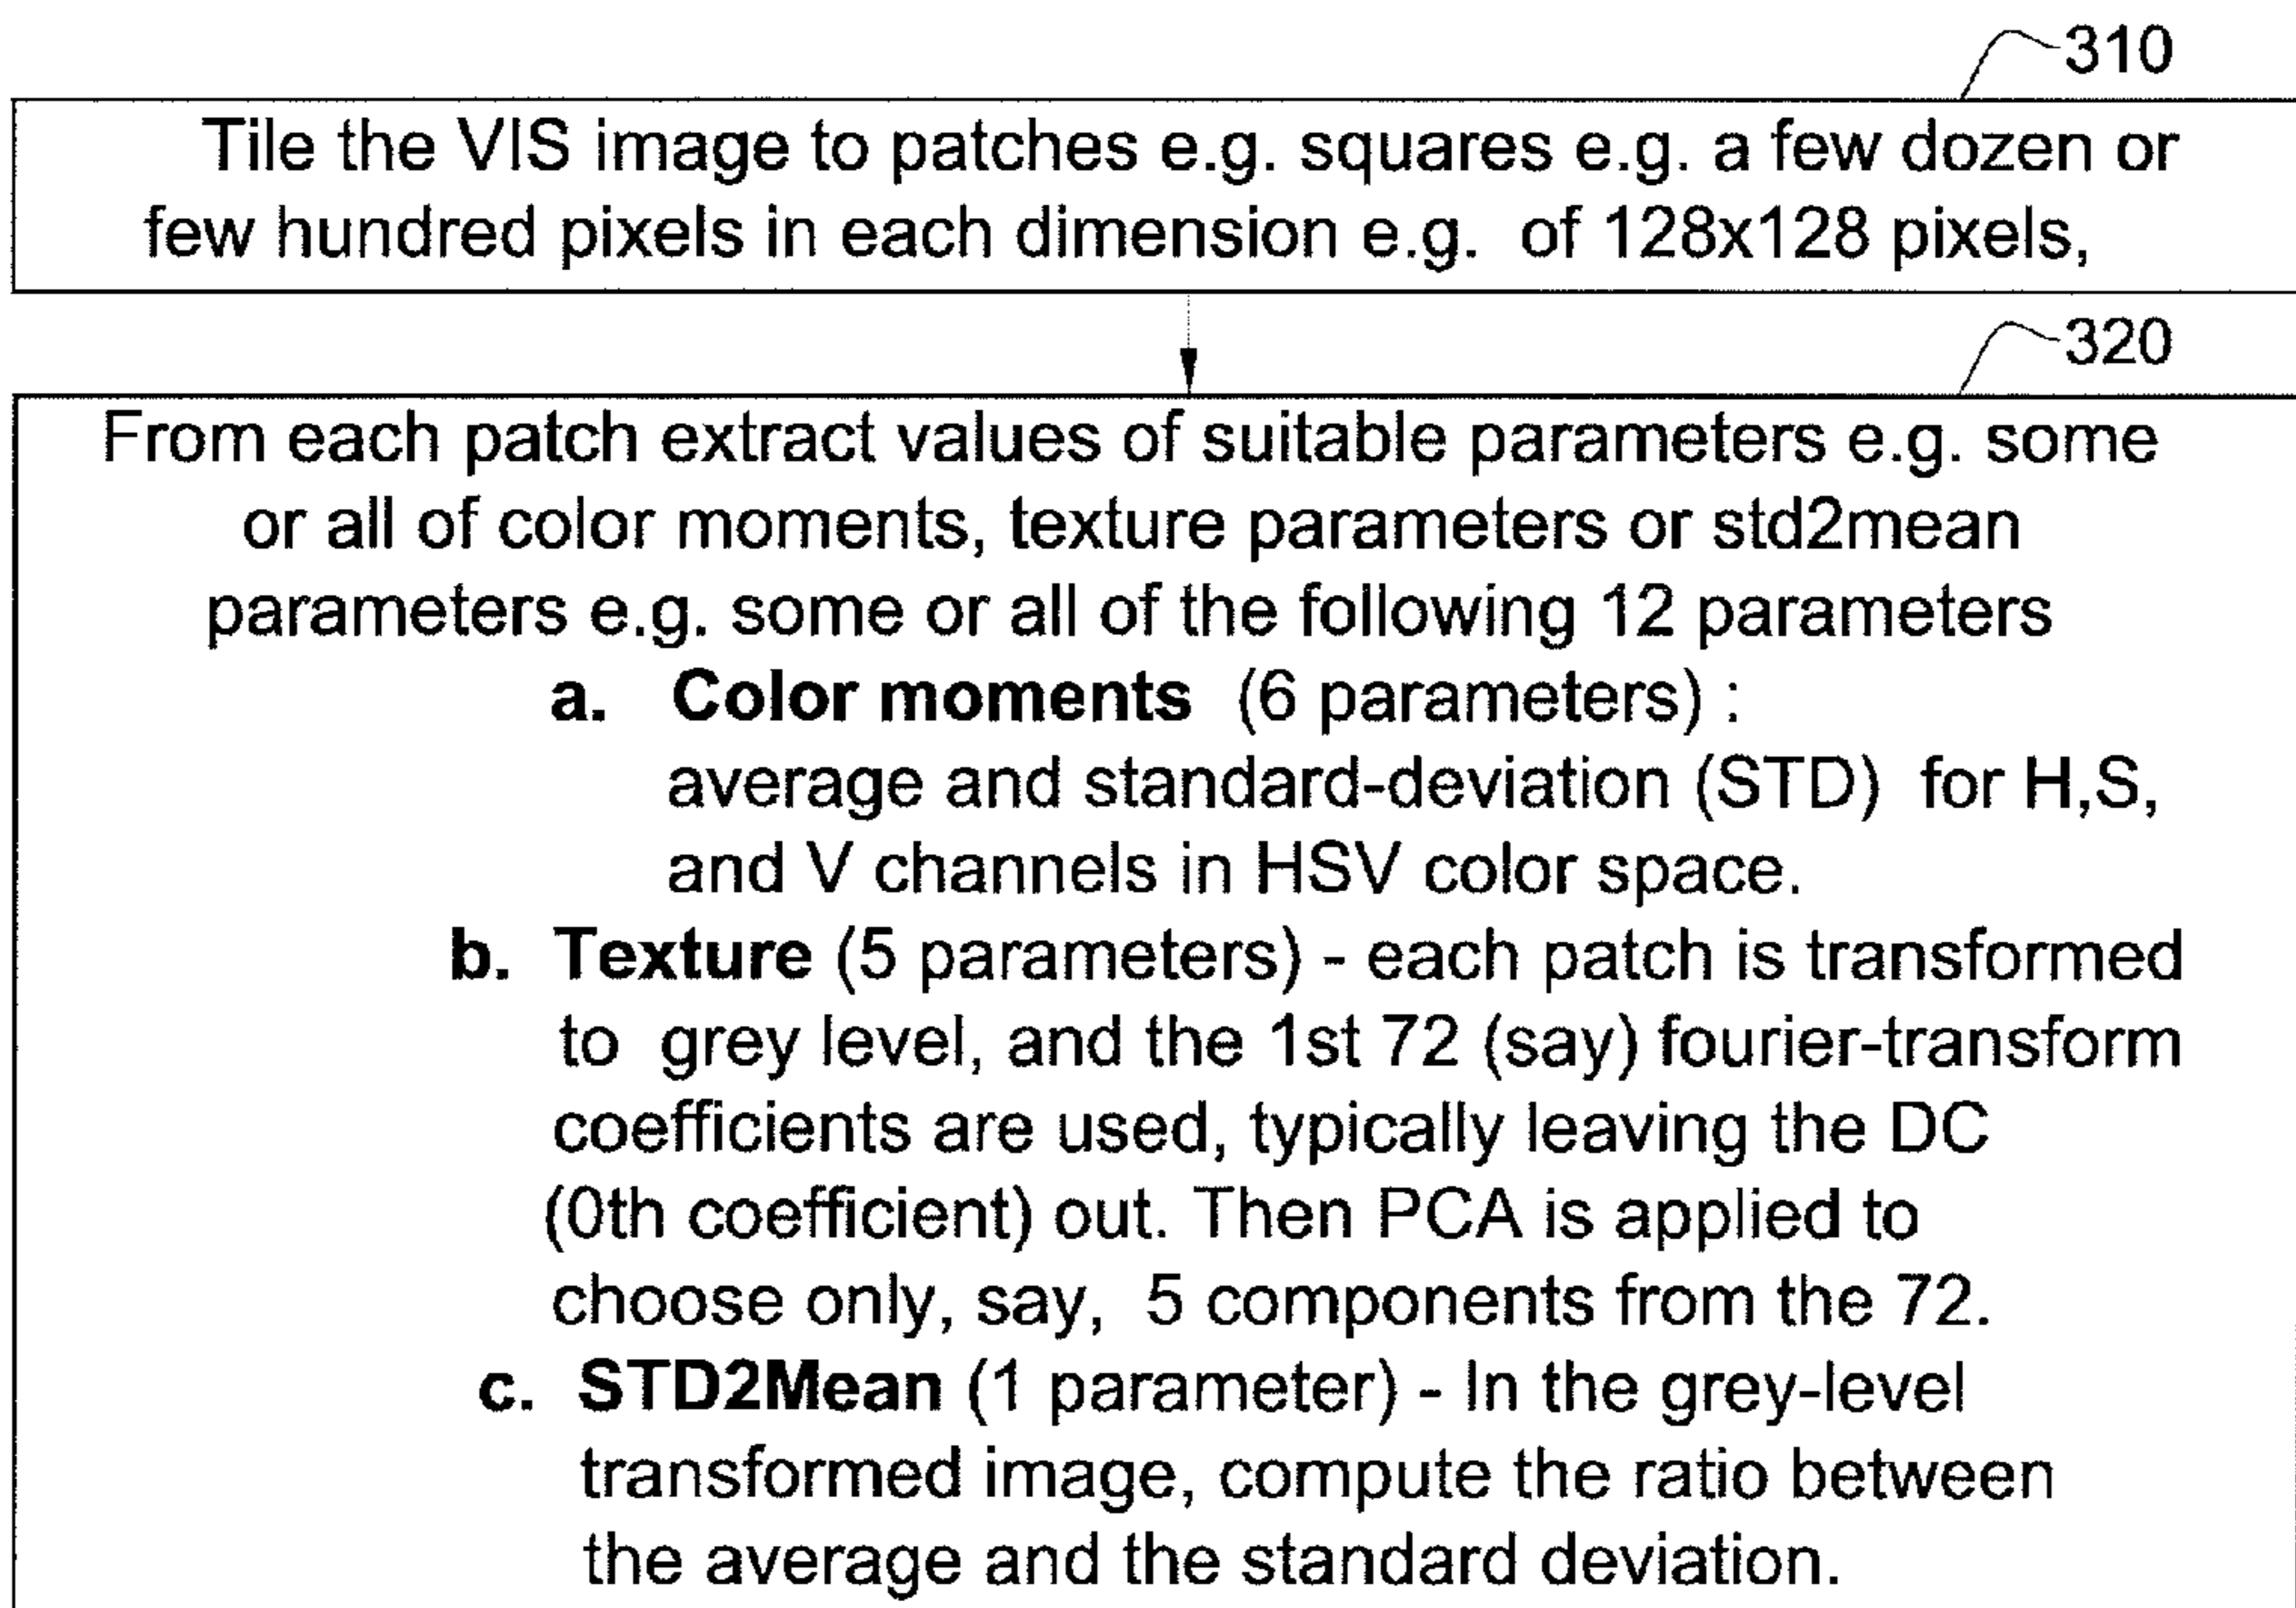 310
Tile the VIS image to patches e.g. squares e.g. a few dozen or
few hundred pixels in each dimension e.g. of 128x128 pixels,
320
From each patch extract values of suitable parameters e.g. some
or all of color moments, texture parameters or std2mean
parameters e.g. some or all of the following 12 parameters
a. Color moments (6 parameters) :
average and standard-deviation (STD) for H,S,
and V channels in HSV color space.
b. Texture (5 parameters) - each patch is transformed
to grey level, and the 1st 72 (say) fourier-transform
coefficients are used, typically leaving the DC
(0th coefficient) out. Then PCA is applied to
choose only, say, 5 components from the 72.
c. STD2Mean (1 parameter) - In the grey-level
transformed image, compute the ratio between
the average and the standard deviation.